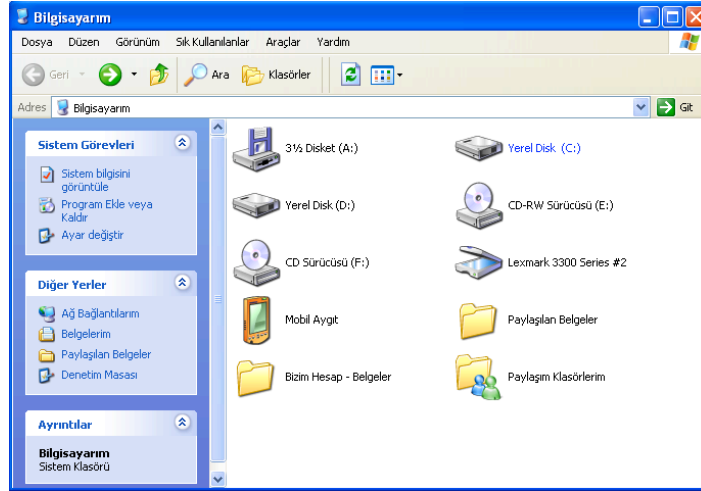 Bilgisayarım
Dosya Düzen Görünüm Sık Kullanılanlar Araçlar Yardım
Geri Ara Klasörler
Adres Bilgisayarım Git
Sistem Görevleri
Sistem bilgisini
görüntüle
Program Ekle veya
Kaldır
Ayar değiştir
Diğer Yerler
Ağ Bağlantılarım
Belgelerim
Paylaşılan Belgeler
Denetim Masası
Ayrıntılar
Bilgisayarım
Sistem Klasörü
3½ Disket (A:)
Yerel Disk (C:)
Yerel Disk (D:)
CD-RW Sürücüsü (E:)
CD Sürücüsü (F:)
Lexmark 3300 Series #2
Mobil Aygıt
Paylaşılan Belgeler
Bizim Hesap - Belgeler
Paylaşım Klasörlerim